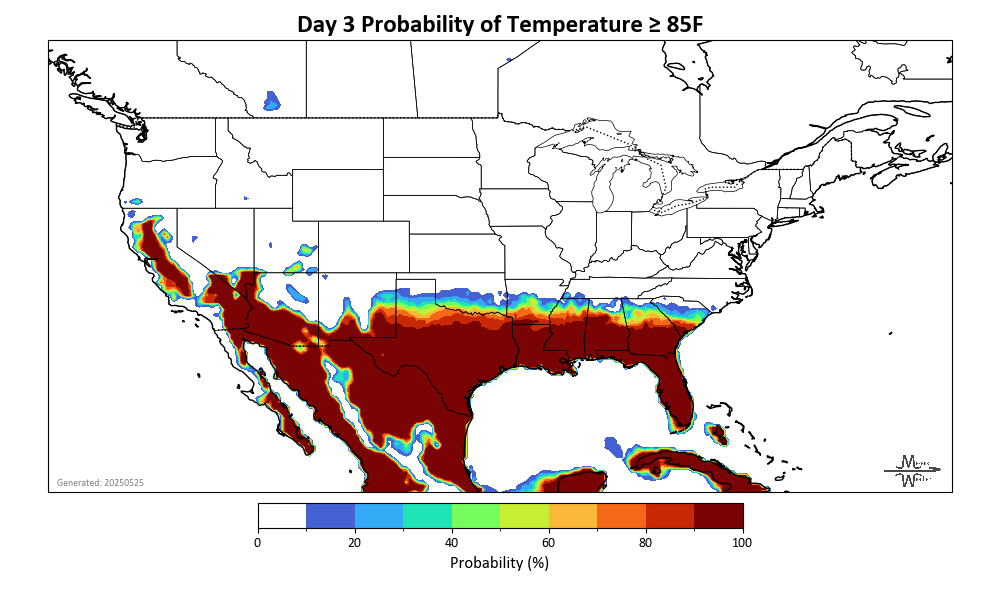 Day 3 Probability of Temperature ≥ 85F
Generated: 20250525
0 20 40 60 80 100
Probability (%)